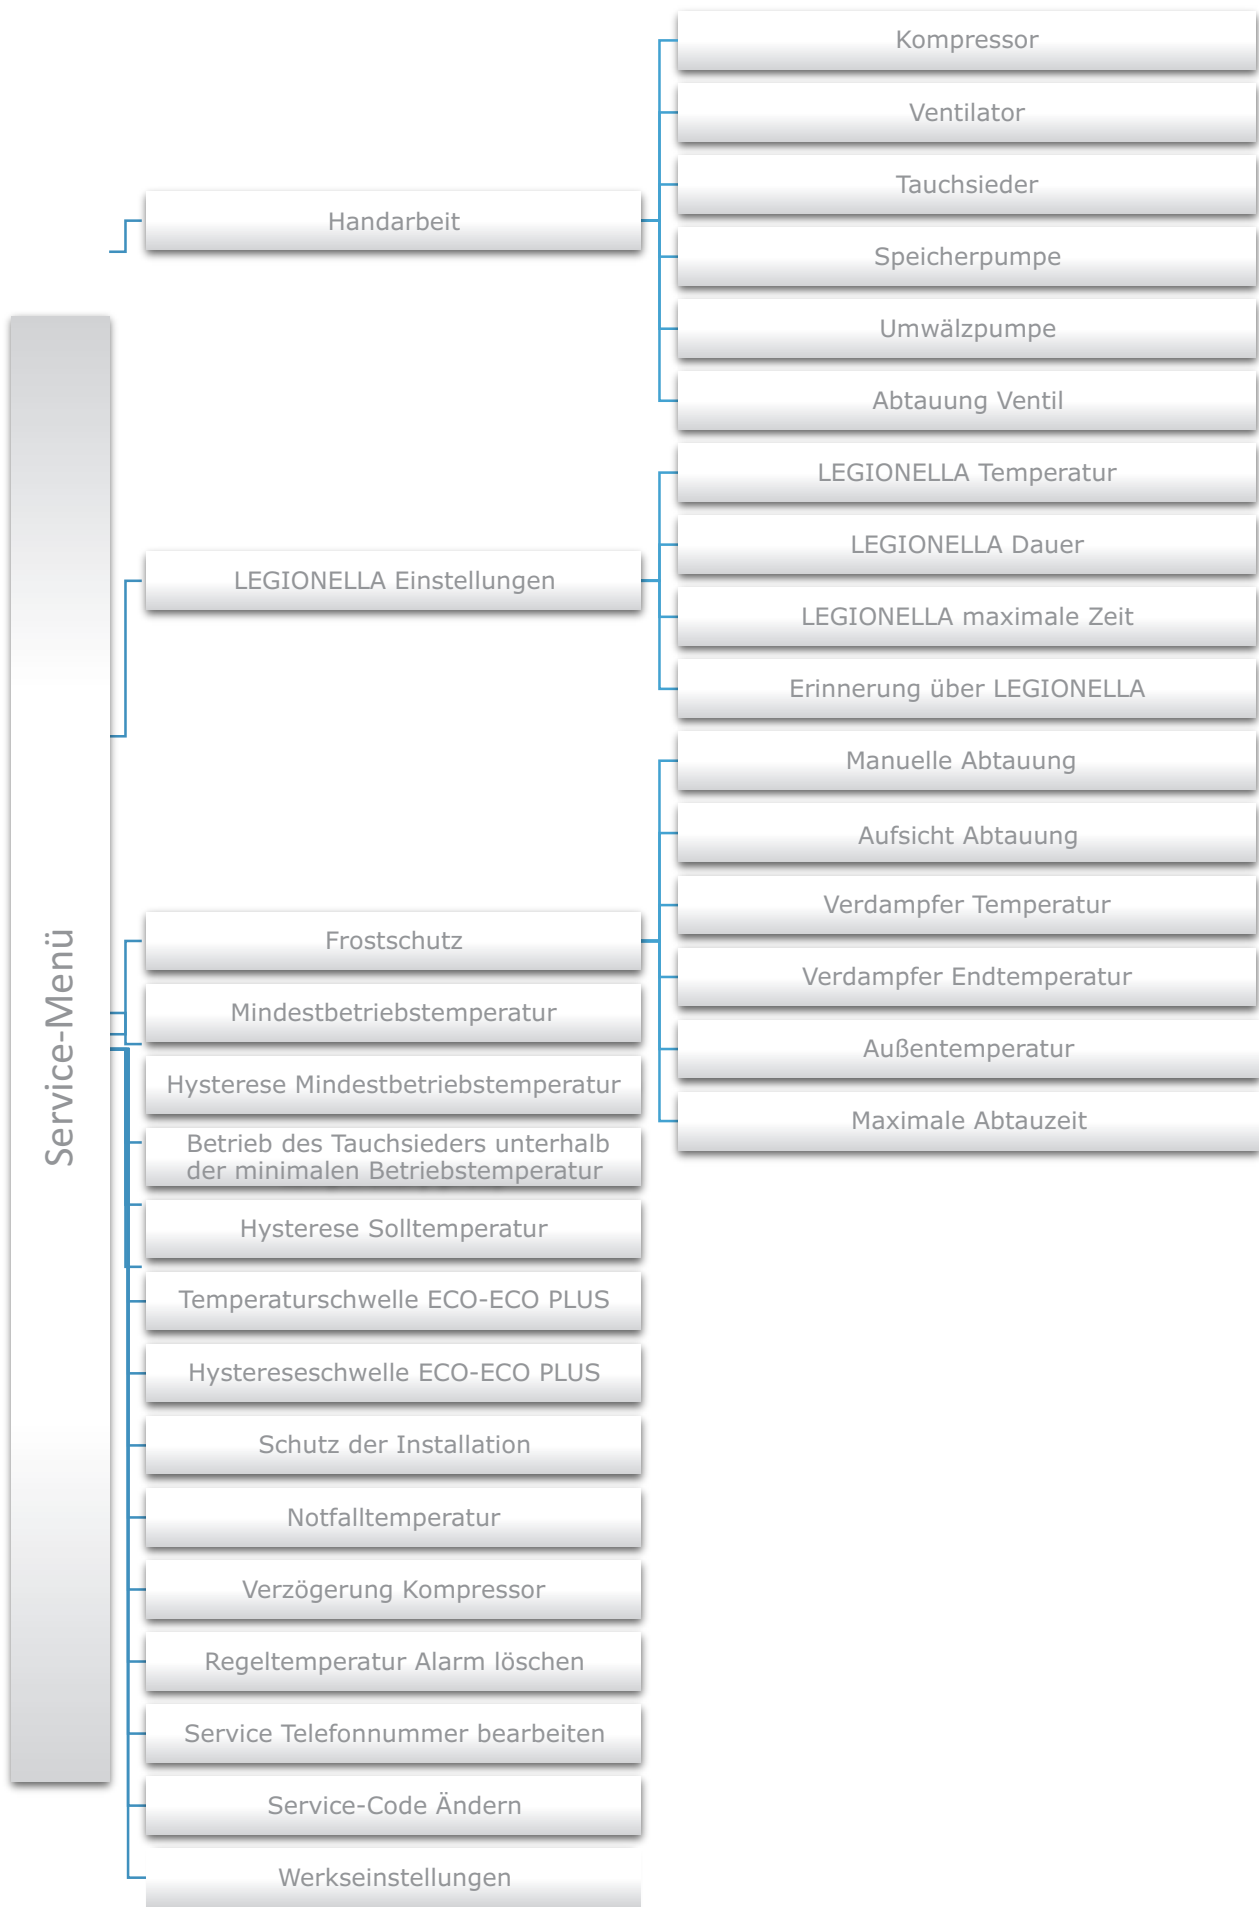 Service-Menü
Handarbeit
Kompressor
Ventilator
Tauchsieder
Speicherpumpe
Umwälzpumpe
Abtauung Ventil
LEGIONELLA Einstellungen
LEGIONELLA Temperatur
LEGIONELLA Dauer
LEGIONELLA maximale Zeit
Erinnerung über LEGIONELLA
Frostschutz
Manuelle Abtauung
Aufsicht Abtauung
Verdampfer Temperatur
Verdampfer Endtemperatur
Außentemperatur
Maximale Abtauzeit
Mindestbetriebstemperatur
Hysterese Mindestbetriebstemperatur
Betrieb des Tauchsieders unterhalb
der minimalen Betriebstemperatur
Hysterese Solltemperatur
Temperaturschwelle ECO-ECO PLUS
Hystereseschwelle ECO-ECO PLUS
Schutz der Installation
Notfalltemperatur
Verzögerung Kompressor
Regeltemperatur Alarm löschen
Service Telefonnummer bearbeiten
Service-Code Ändern
Werkseinstellungen